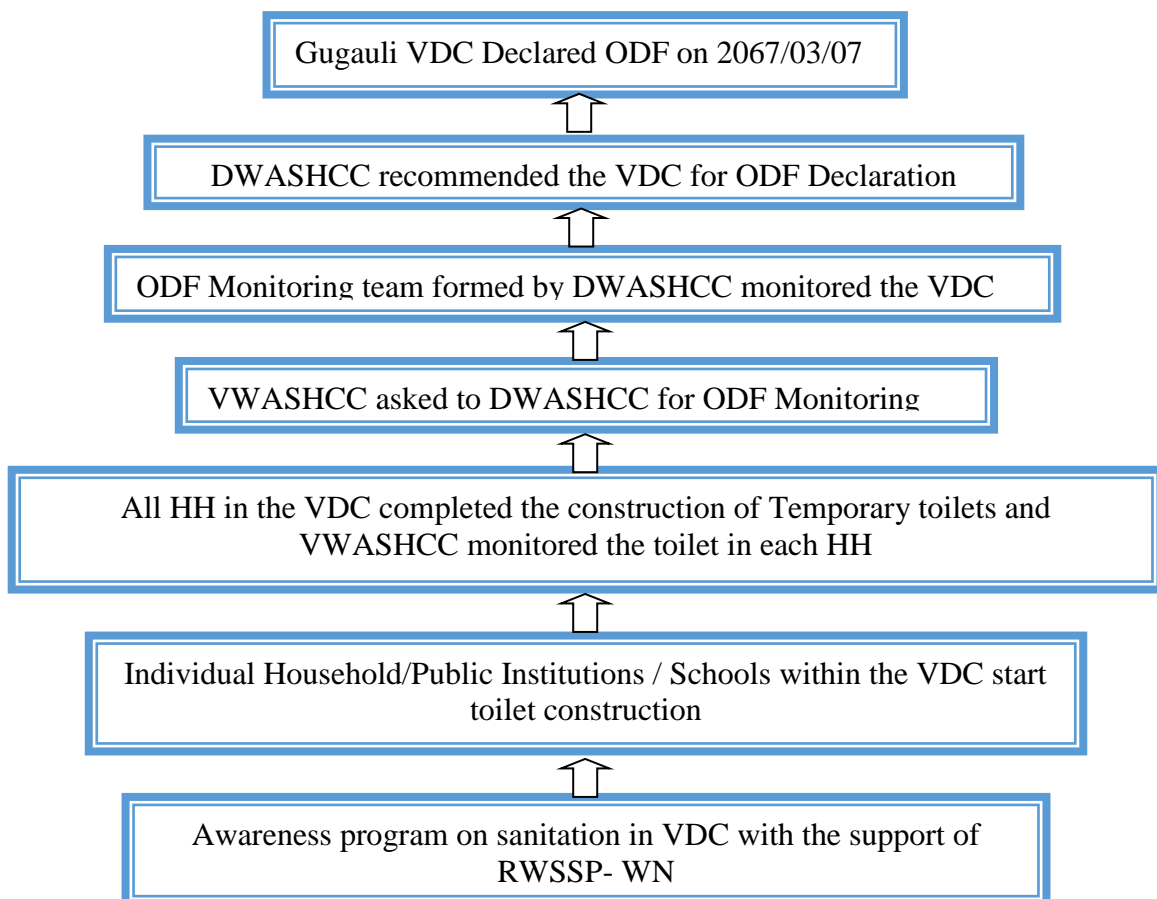 Gugauli VDC Declared ODF on 2067/03/07
DWASHCC recommended the VDC for ODF Declaration
ODF Monitoring team formed by DWASHCC monitored the VDC
VWASHCC asked to DWASHCC for ODF Monitoring
All HH in the VDC completed the construction of Temporary toilets and
VWASHCC monitored the toilet in each HH
Individual Household/Public Institutions / Schools within the VDC start
toilet construction
Awareness program on sanitation in VDC with the support of
RWSSP- WN